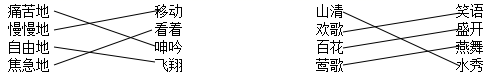 痛苦地 移动 山清 笑语
慢慢地 看着 欢歌 盛开
自由地 呻吟 百花 燕舞
焦急地 飞翔 莺歌 水秀